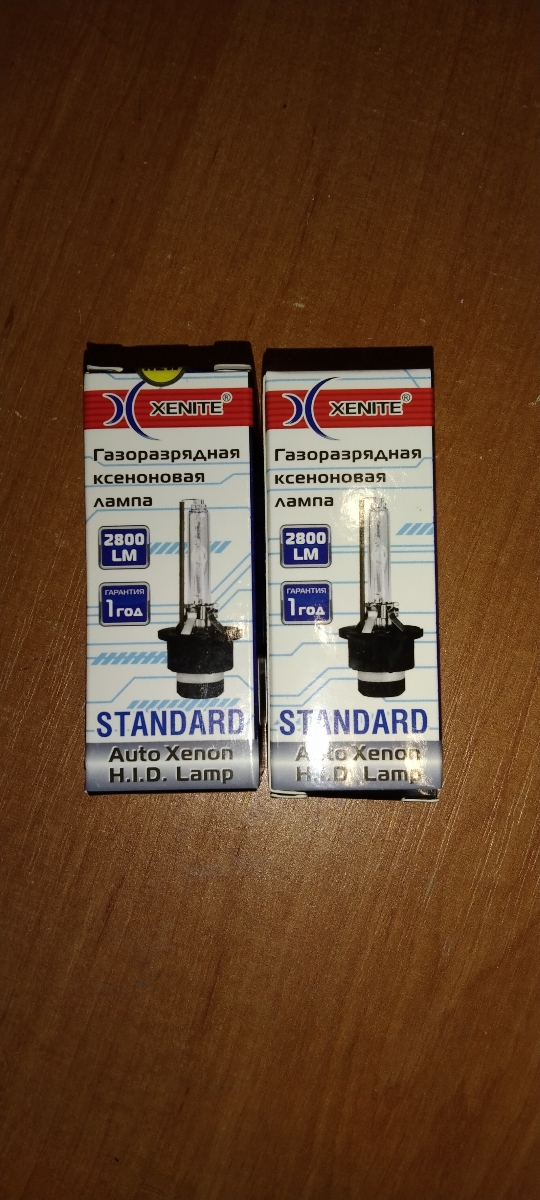 XENITE®
Газоразрядная
ксеноновая
лампа
2800
LM
ГАРАНТИЯ
1 год
STANDARD
Auto Xenon
H.I.D. Lamp
XENITE®
Газоразрядная
ксеноновая
лампа
2800
LM
ГАРАНТИЯ
1 год
STANDARD
Auto Xenon
H.I.D. Lamp